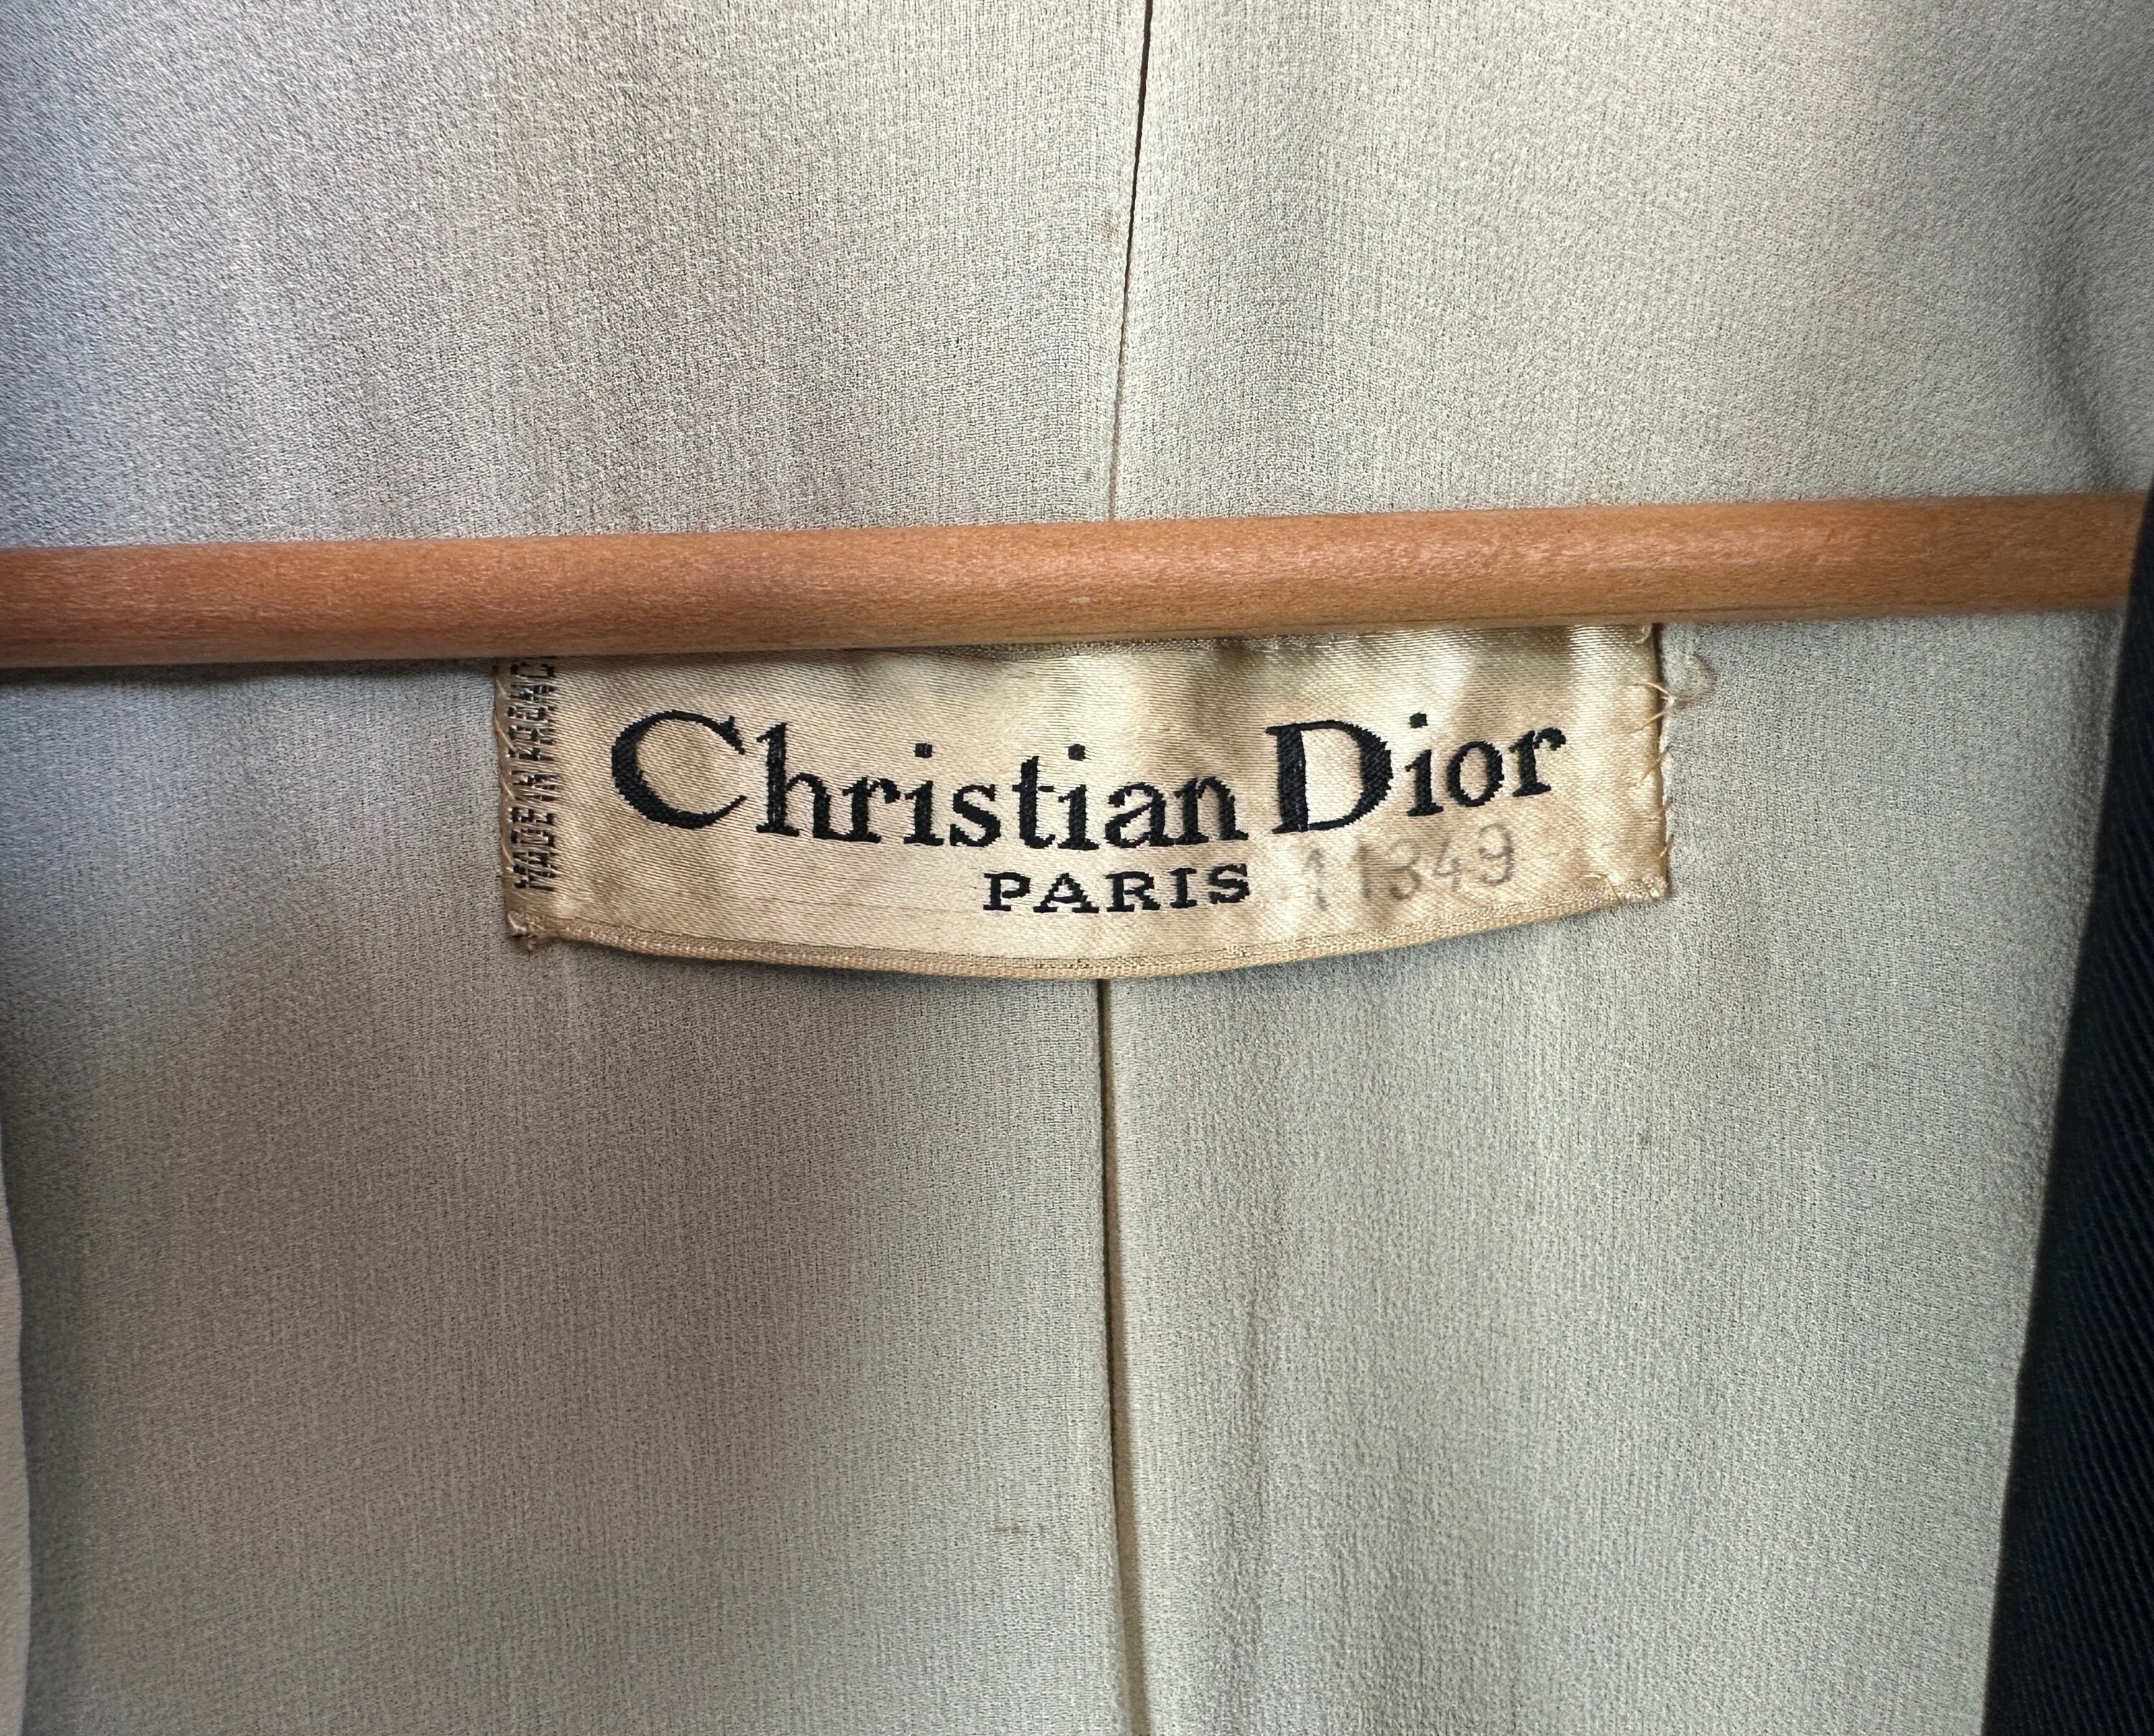 MADE IN FRANCE
Christian Dior
PARIS 11349